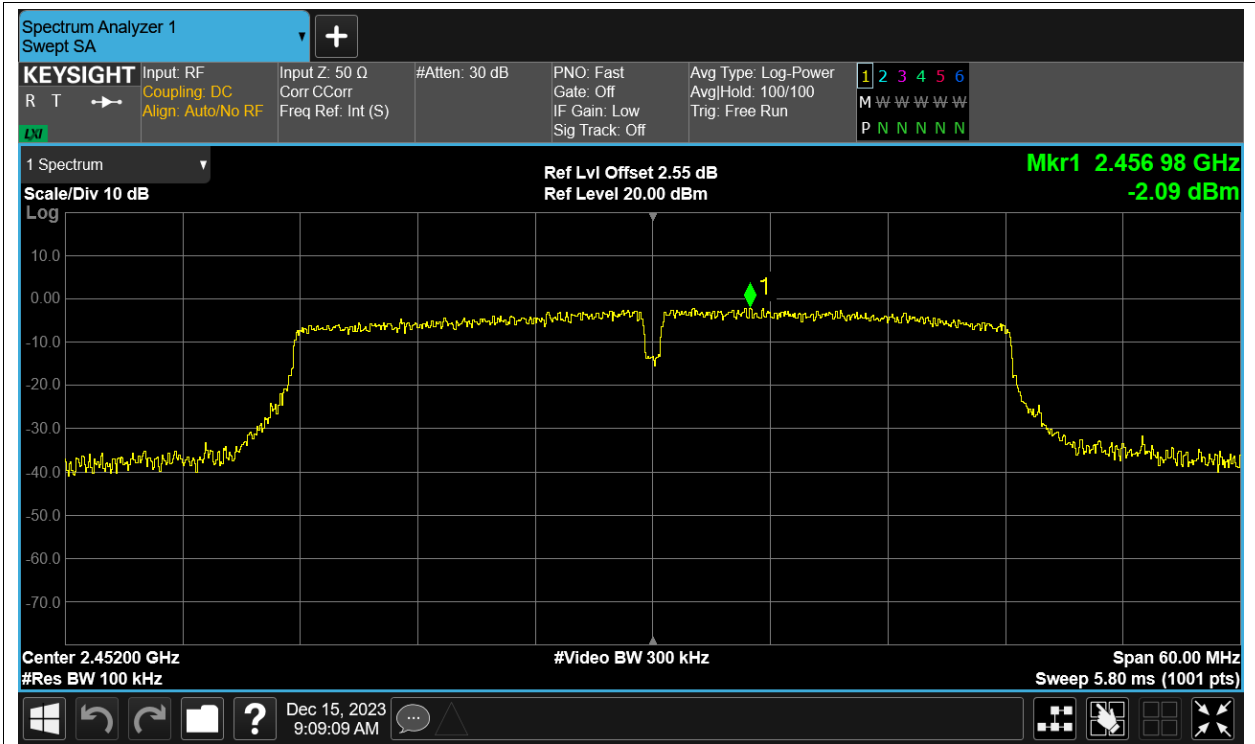 Spectrum Analyzer 1
Swept SA
+
KEYSIGHT
R T
LXI
Input: RF
Coupling: DC
Align: Auto/No RF
Input Z: 50 Ω
Corr CCorr
Freq Ref: Int (S)
#Atten: 30 dB
PNO: Fast
Gate: Off
IF Gain: Low
Sig Track: Off
Avg Type: Log-Power
Avg|Hold: 100/100
Trig: Free Run
1 2 3 4 5 6
M W W W W W
P N N N N N
1 Spectrum
Scale/Div 10 dB
Ref Lvl Offset 2.55 dB
Ref Level 20.00 dBm
Mkr1 2.456 98 GHz
-2.09 dBm
Log
10.0
0.00
-10.0
-20.0
-30.0
-40.0
-50.0
-60.0
-70.0
1
Center 2.45200 GHz
#Res BW 100 kHz
#Video BW 300 kHz
Span 60.00 MHz
Sweep 5.80 ms (1001 pts)
?
Dec 15, 2023
9:09:09 AM